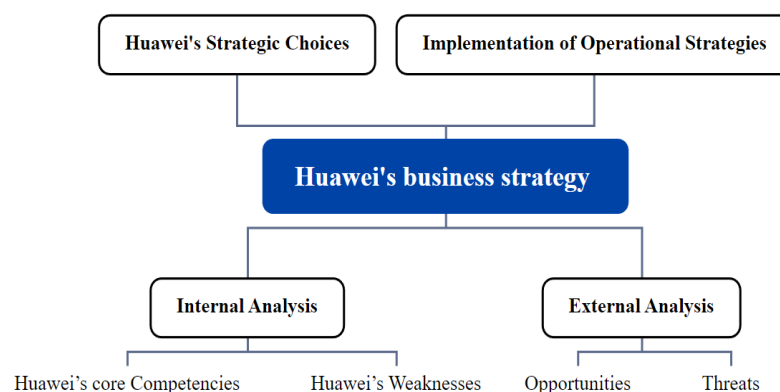 Huawei's Strategic Choices
Implementation of Operational Strategies
Huawei's business strategy
Internal Analysis
External Analysis
Huawei’s core Competencies
Huawei’s Weaknesses
Opportunities
Threats